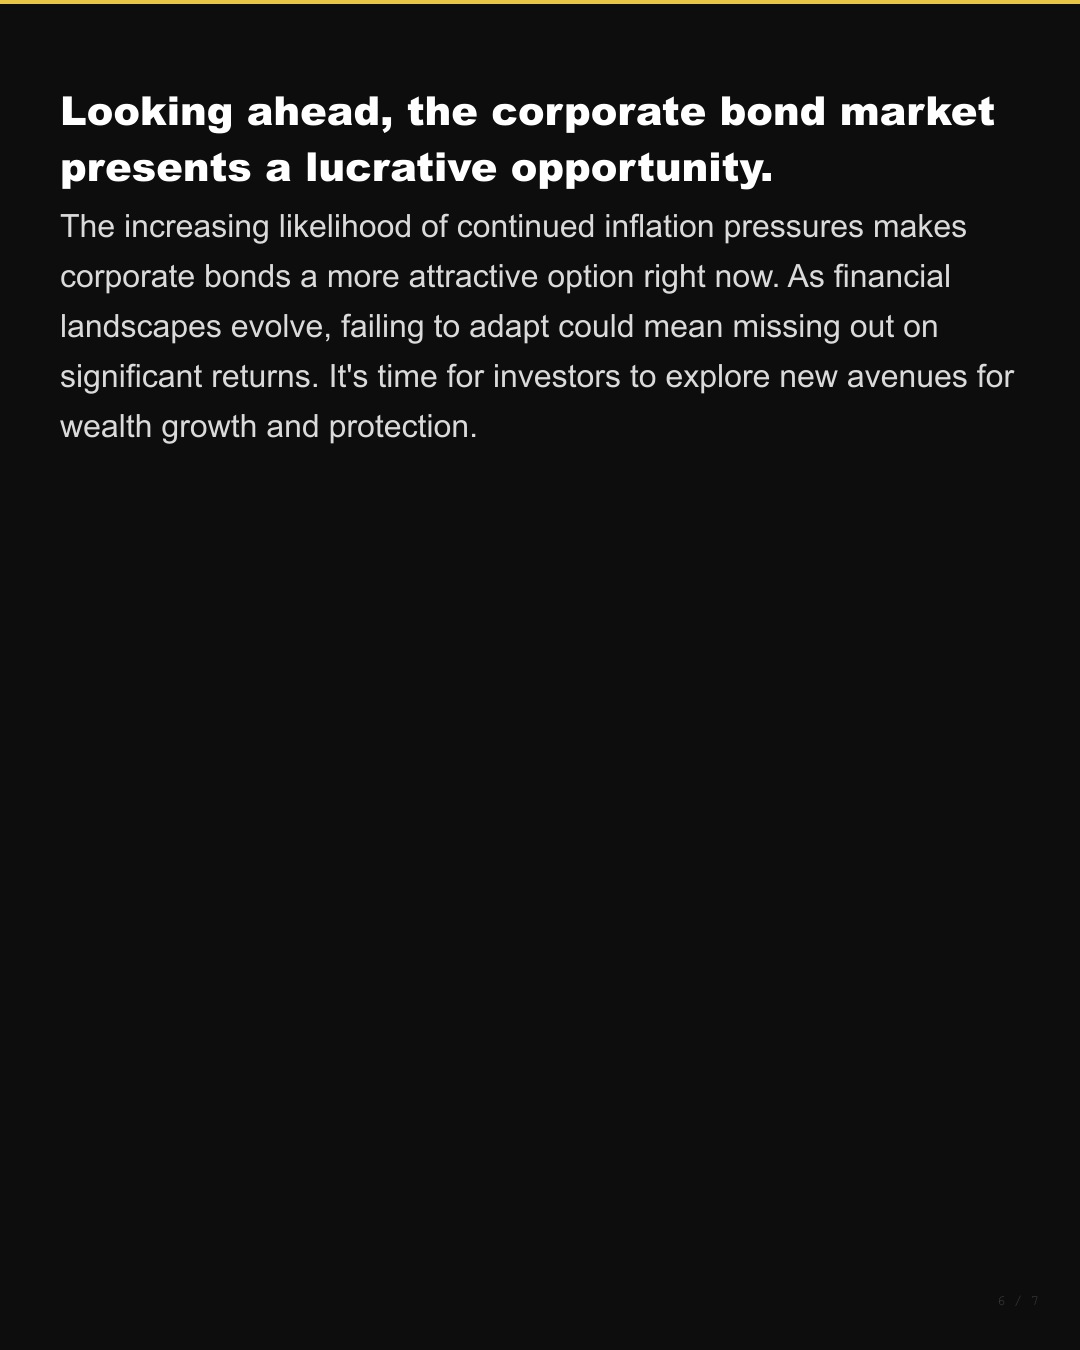 Looking ahead, the corporate bond market
presents a lucrative opportunity.
The increasing likelihood of continued inflation pressures makes
corporate bonds a more attractive option right now. As financial
landscapes evolve, failing to adapt could mean missing out on
significant returns. It's time for investors to explore new avenues for
wealth growth and protection.
6 / 7